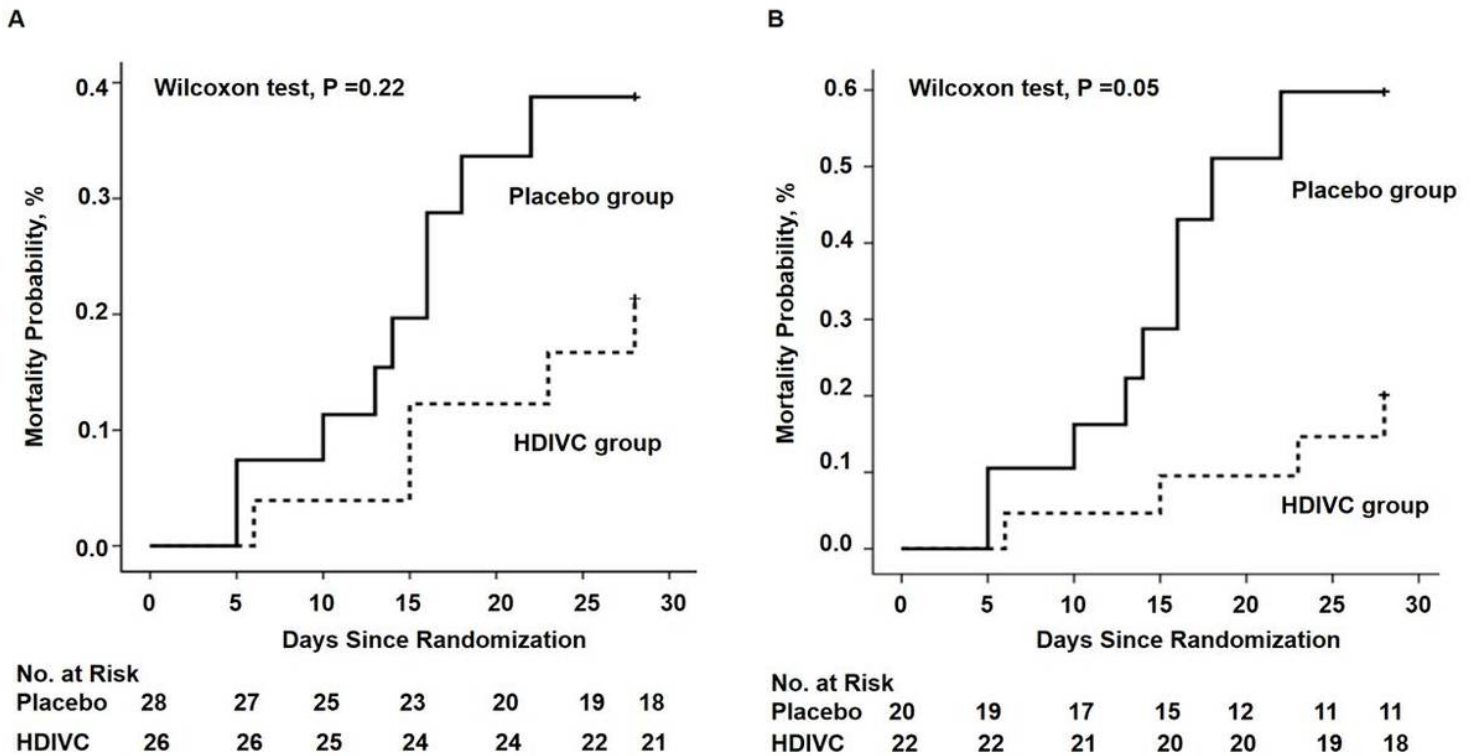 A
Wilcoxon test, P =0.22
Mortality Probability, %
0.4
0.3
0.2
0.1
0.0
Placebo group
HDIVC group
0 5 10 15 20 25 30
Days Since Randomization
No. at Risk
Placebo 28 27 25 23 20 19 18
HDIVC 26 26 25 24 24 22 21
B
Wilcoxon test, P =0.05
Mortality Probability, %
0.6
0.5
0.4
0.3
0.2
0.1
0.0
Placebo group
HDIVC group
0 5 10 15 20 25 30
Days Since Randomization
No. at Risk
Placebo 20 19 17 15 12 11 11
HDIVC 22 22 21 20 20 19 18